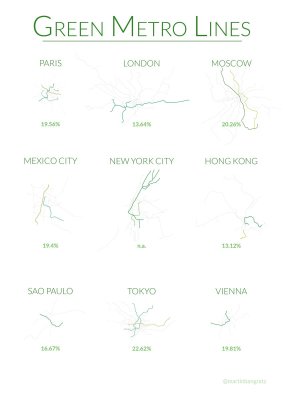 GREEN METRO LINES
PARIS
LONDON
MOSCOW
19.56%
13.64%
20.26%
MEXICO CITY
NEW YORK CITY
HONG KONG
19.4%
n.a.
13.12%
SAO PAULO
TOKYO
VIENNA
16.67%
22.62%
19.81%